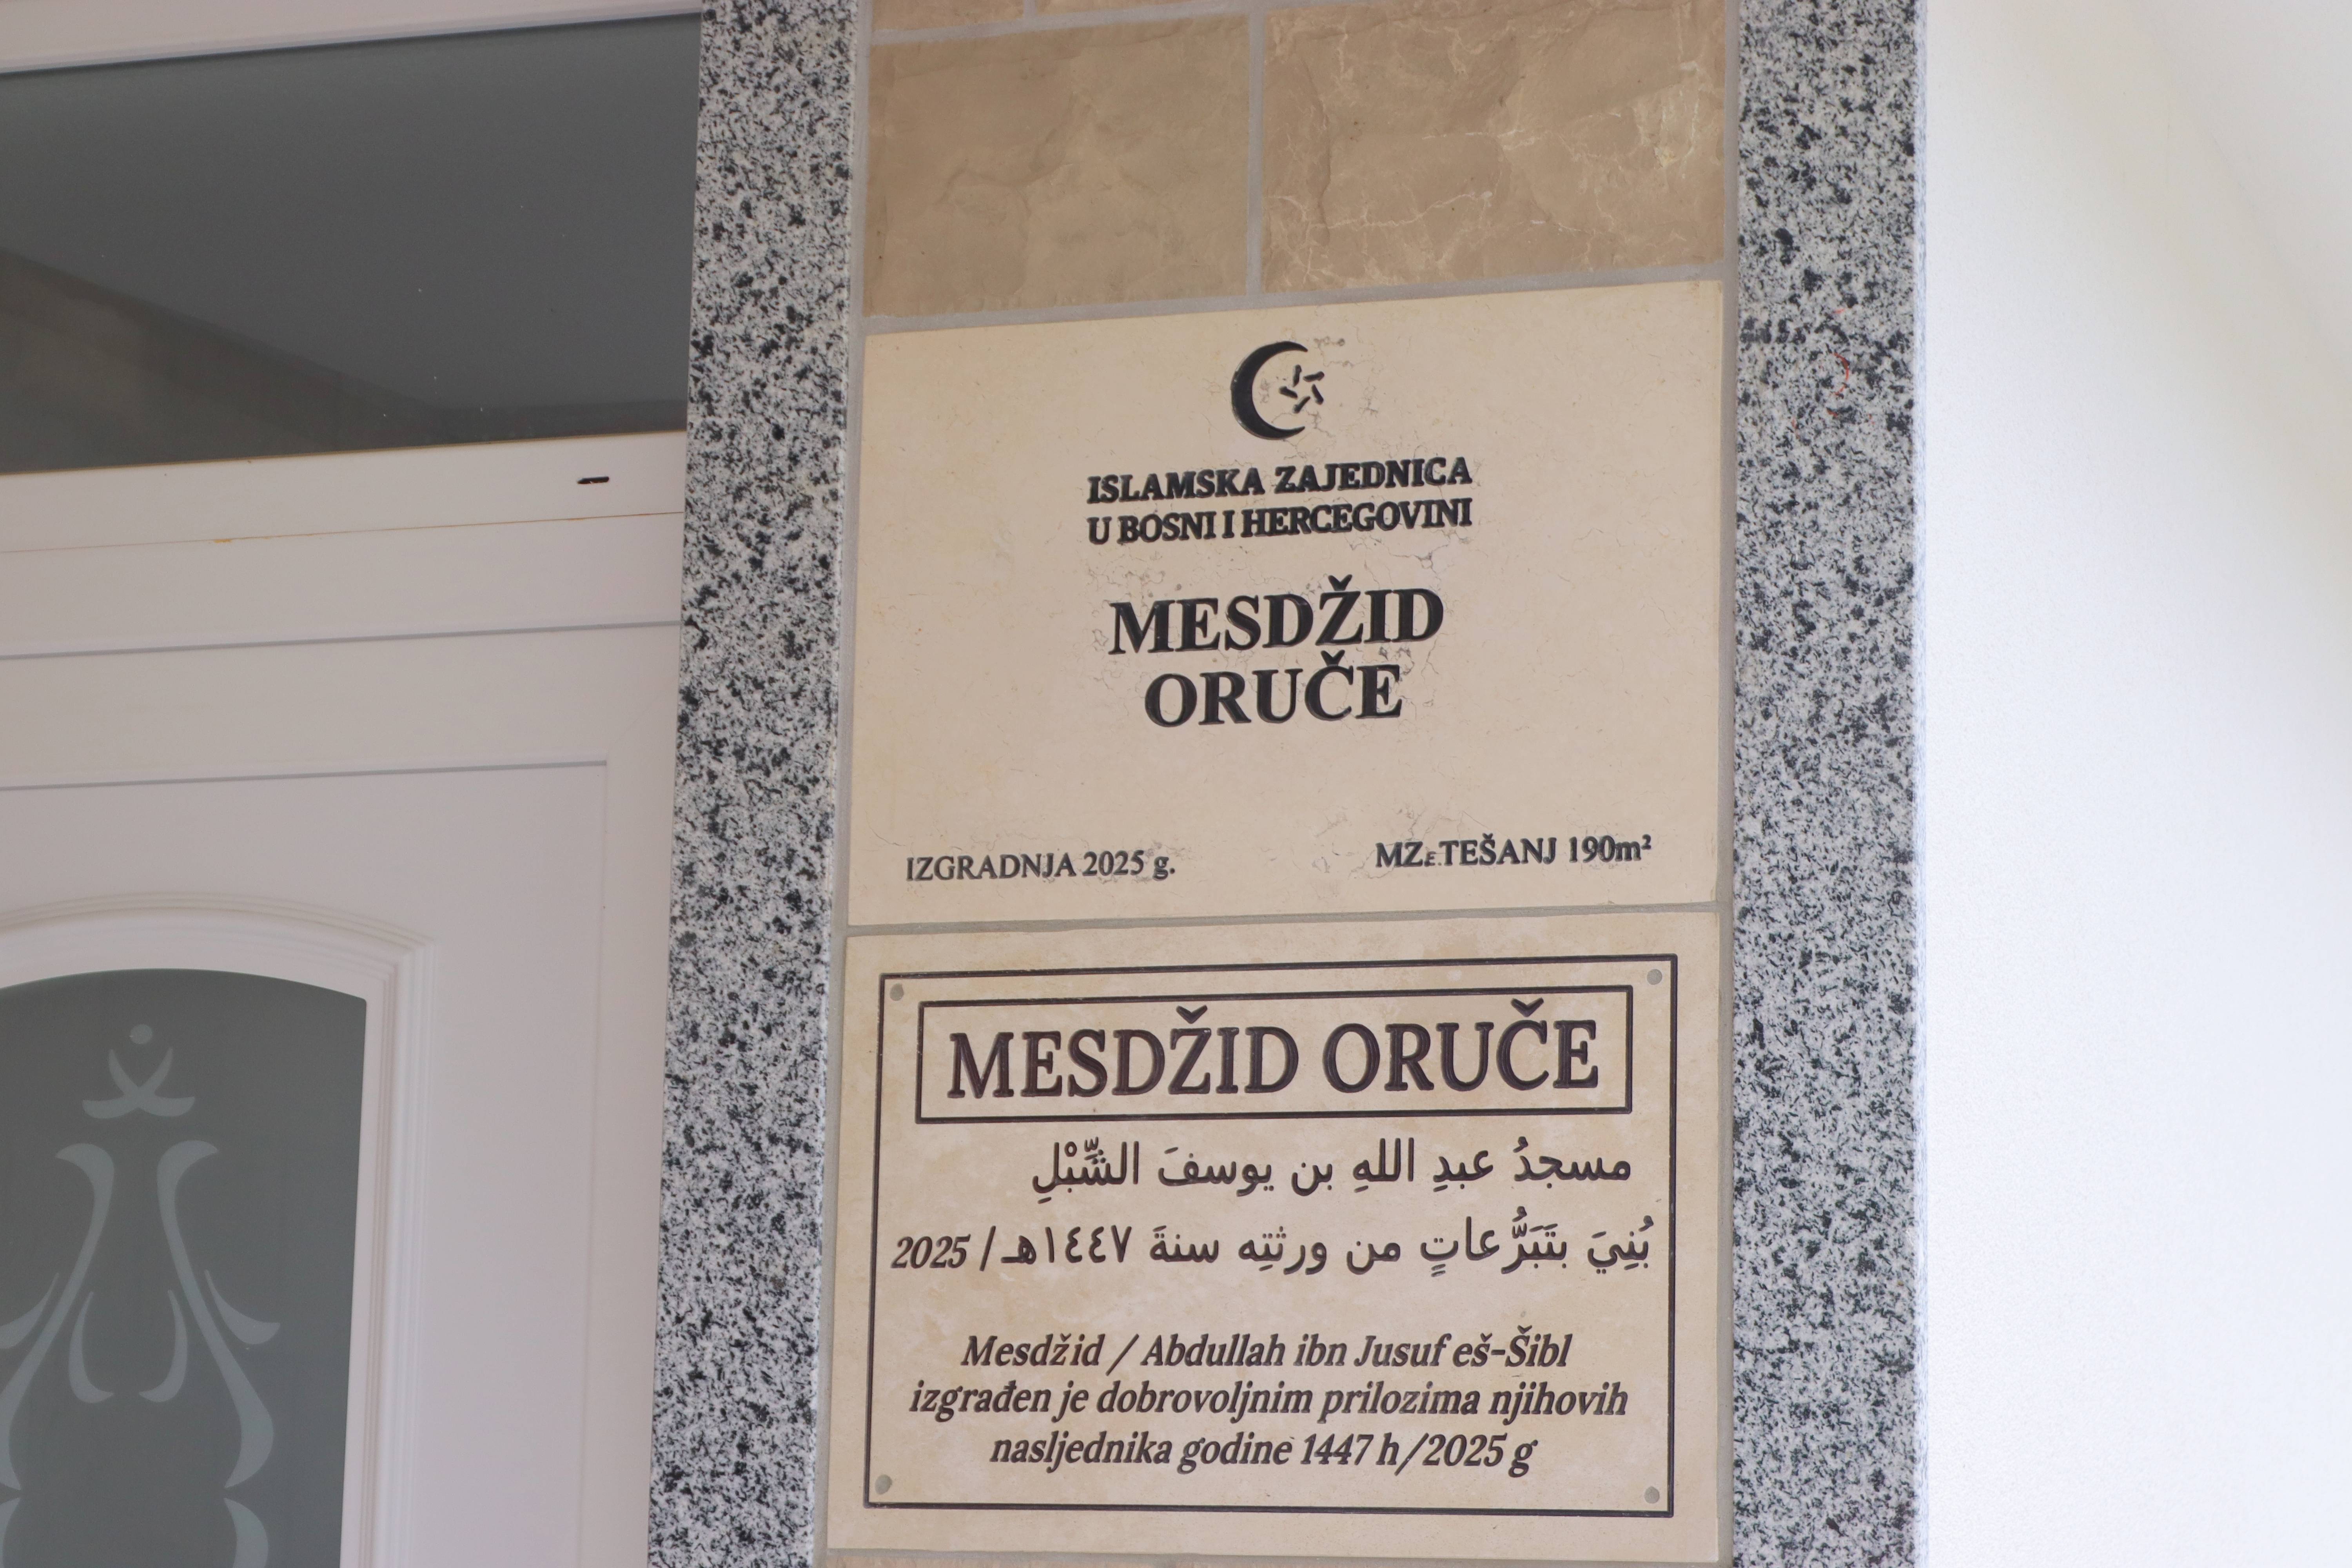 ISLAMSKA ZAJEDNICA
U BOSNI I HERCEGOVINI
MESDŽID
ORUČE
IZGRADNJA 2025 g.
MZE TEŠANJ 190m²
MESDŽID ORUČE
مسجدُ عبدِ اللهِ بن يوسفَ الشِّبْلِ
بُنِيَ بتَبَرُّعاتٍ من ورثتِه سنةَ ١٤٤٧هـ / 2025
Mesdžid / Abdullah ibn Jusuf eš-Šibl
izgrađen je dobrovoljnim prilozima njihovih
nasljednika godine 1447 h/2025 g